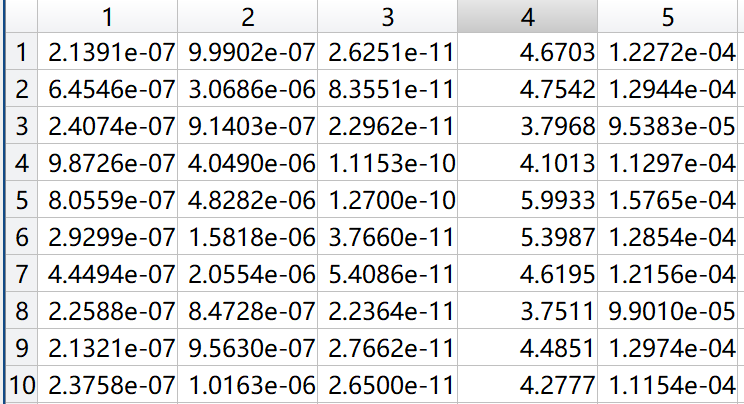 1 2 3 4 5
1 2.1391e-07 9.9902e-07 2.6251e-11 4.6703 1.2272e-04
2 6.4546e-07 3.0686e-06 8.3551e-11 4.7542 1.2944e-04
3 2.4074e-07 9.1403e-07 2.2962e-11 3.7968 9.5383e-05
4 9.8726e-07 4.0490e-06 1.1153e-10 4.1013 1.1297e-04
5 8.0559e-07 4.8282e-06 1.2700e-10 5.9933 1.5765e-04
6 2.9299e-07 1.5818e-06 3.7660e-11 5.3987 1.2854e-04
7 4.4494e-07 2.0554e-06 5.4086e-11 4.6195 1.2156e-04
8 2.2588e-07 8.4728e-07 2.2364e-11 3.7511 9.9010e-05
9 2.1321e-07 9.5630e-07 2.7662e-11 4.4851 1.2974e-04
10 2.3758e-07 1.0163e-06 2.6500e-11 4.2777 1.1154e-04